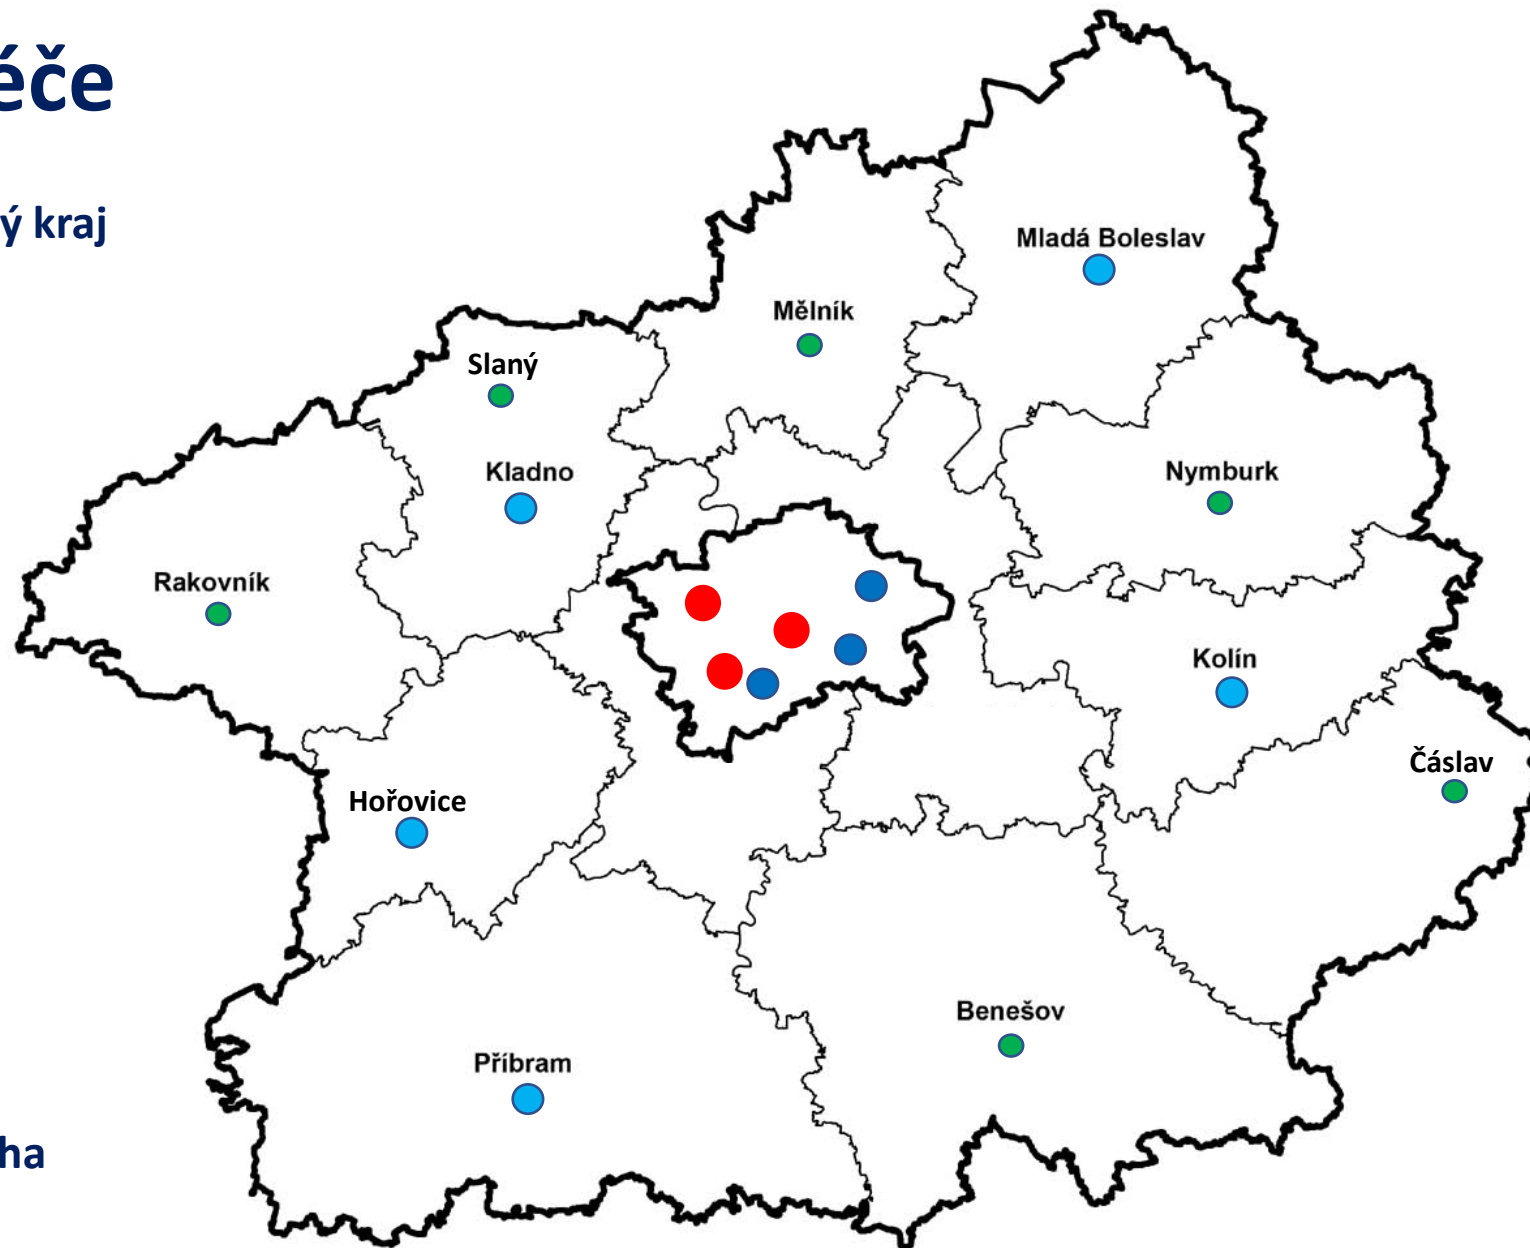 éče
ý kraj
Mladá Boleslav
Mělník
Slaný
Kladno
Nymburk
Rakovník
Kolín
Čáslav
Hořovice
Benešov
Příbram
ha